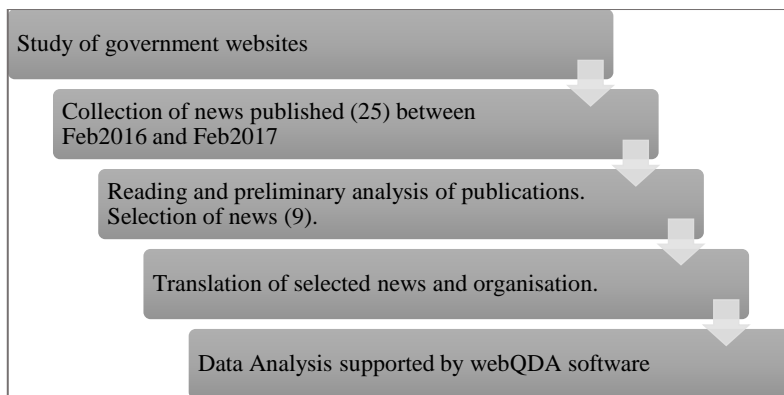 Study of government websites
Collection of news published (25) between
Feb2016 and Feb2017
Reading and preliminary analysis of publications.
Selection of news (9).
Translation of selected news and organisation.
Data Analysis supported by webQDA software